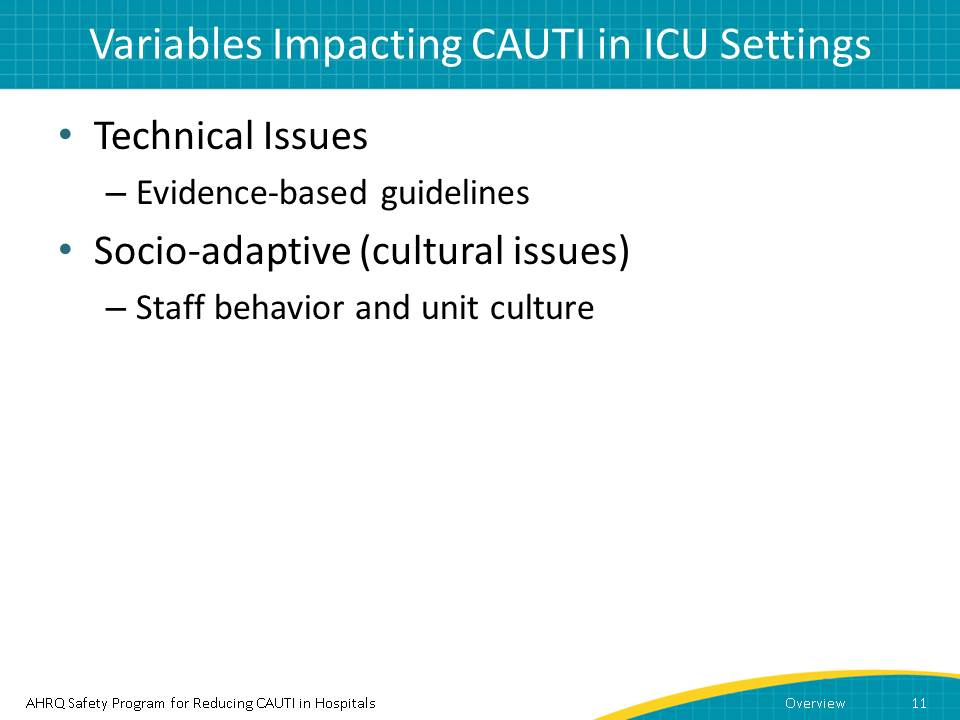 Variables Impacting CAUTI in ICU Settings
• Technical Issues
– Evidence-based guidelines
• Socio-adaptive (cultural issues)
– Staff behavior and unit culture
AHRQ Safety Program for Reducing CAUTI in Hospitals
Overview
11